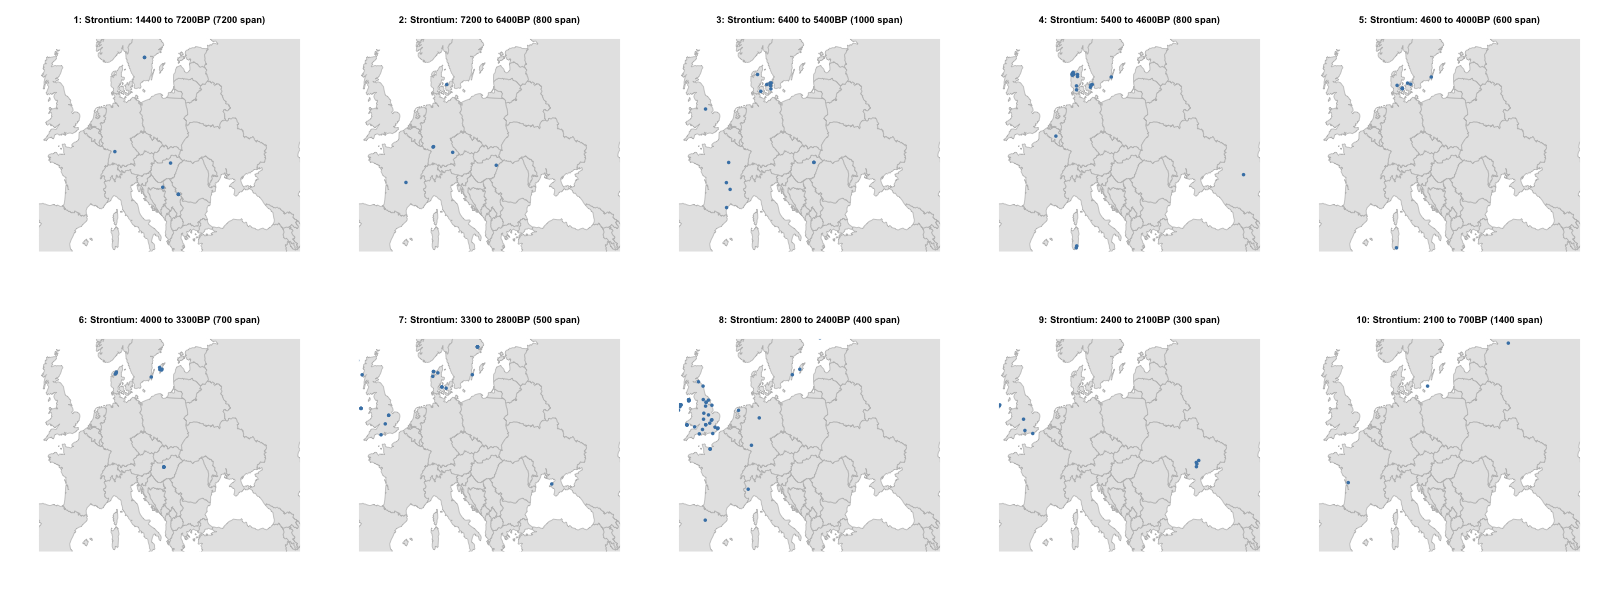 1: Strontium: 14400 to 7200BP (7200 span)
2: Strontium: 7200 to 6400BP (800 span)
3: Strontium: 6400 to 5400BP (1000 span)
4: Strontium: 5400 to 4600BP (800 span)
5: Strontium: 4600 to 4000BP (600 span)
6: Strontium: 4000 to 3300BP (700 span)
7: Strontium: 3300 to 2800BP (500 span)
8: Strontium: 2800 to 2400BP (400 span)
9: Strontium: 2400 to 2100BP (300 span)
10: Strontium: 2100 to 700BP (1400 span)